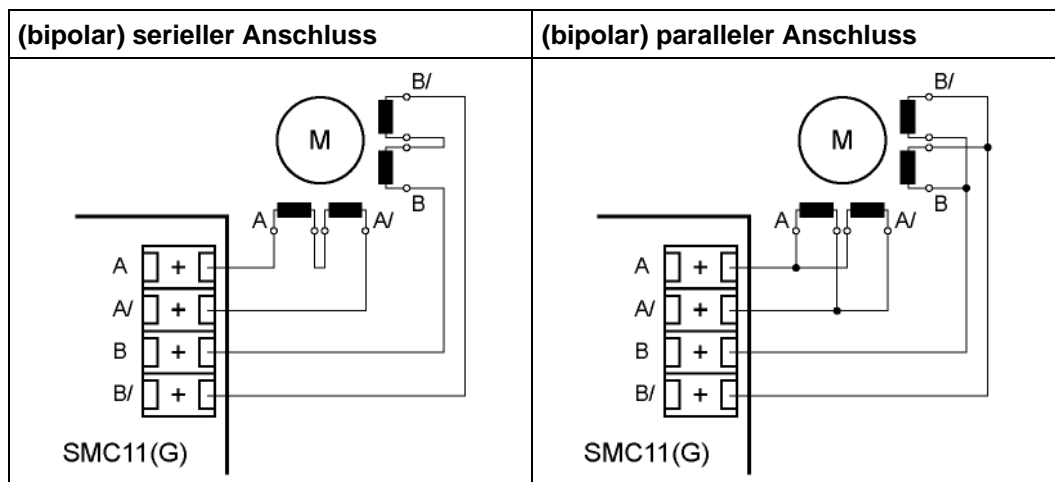 (bipolar) serieller Anschluss
B/
M
B
A
A/
A
+
A/
+
B
+
B/
+
SMC11(G)
(bipolar) paralleler Anschluss
B/
M
B
A
A/
A
+
A/
+
B
+
B/
+
SMC11(G)